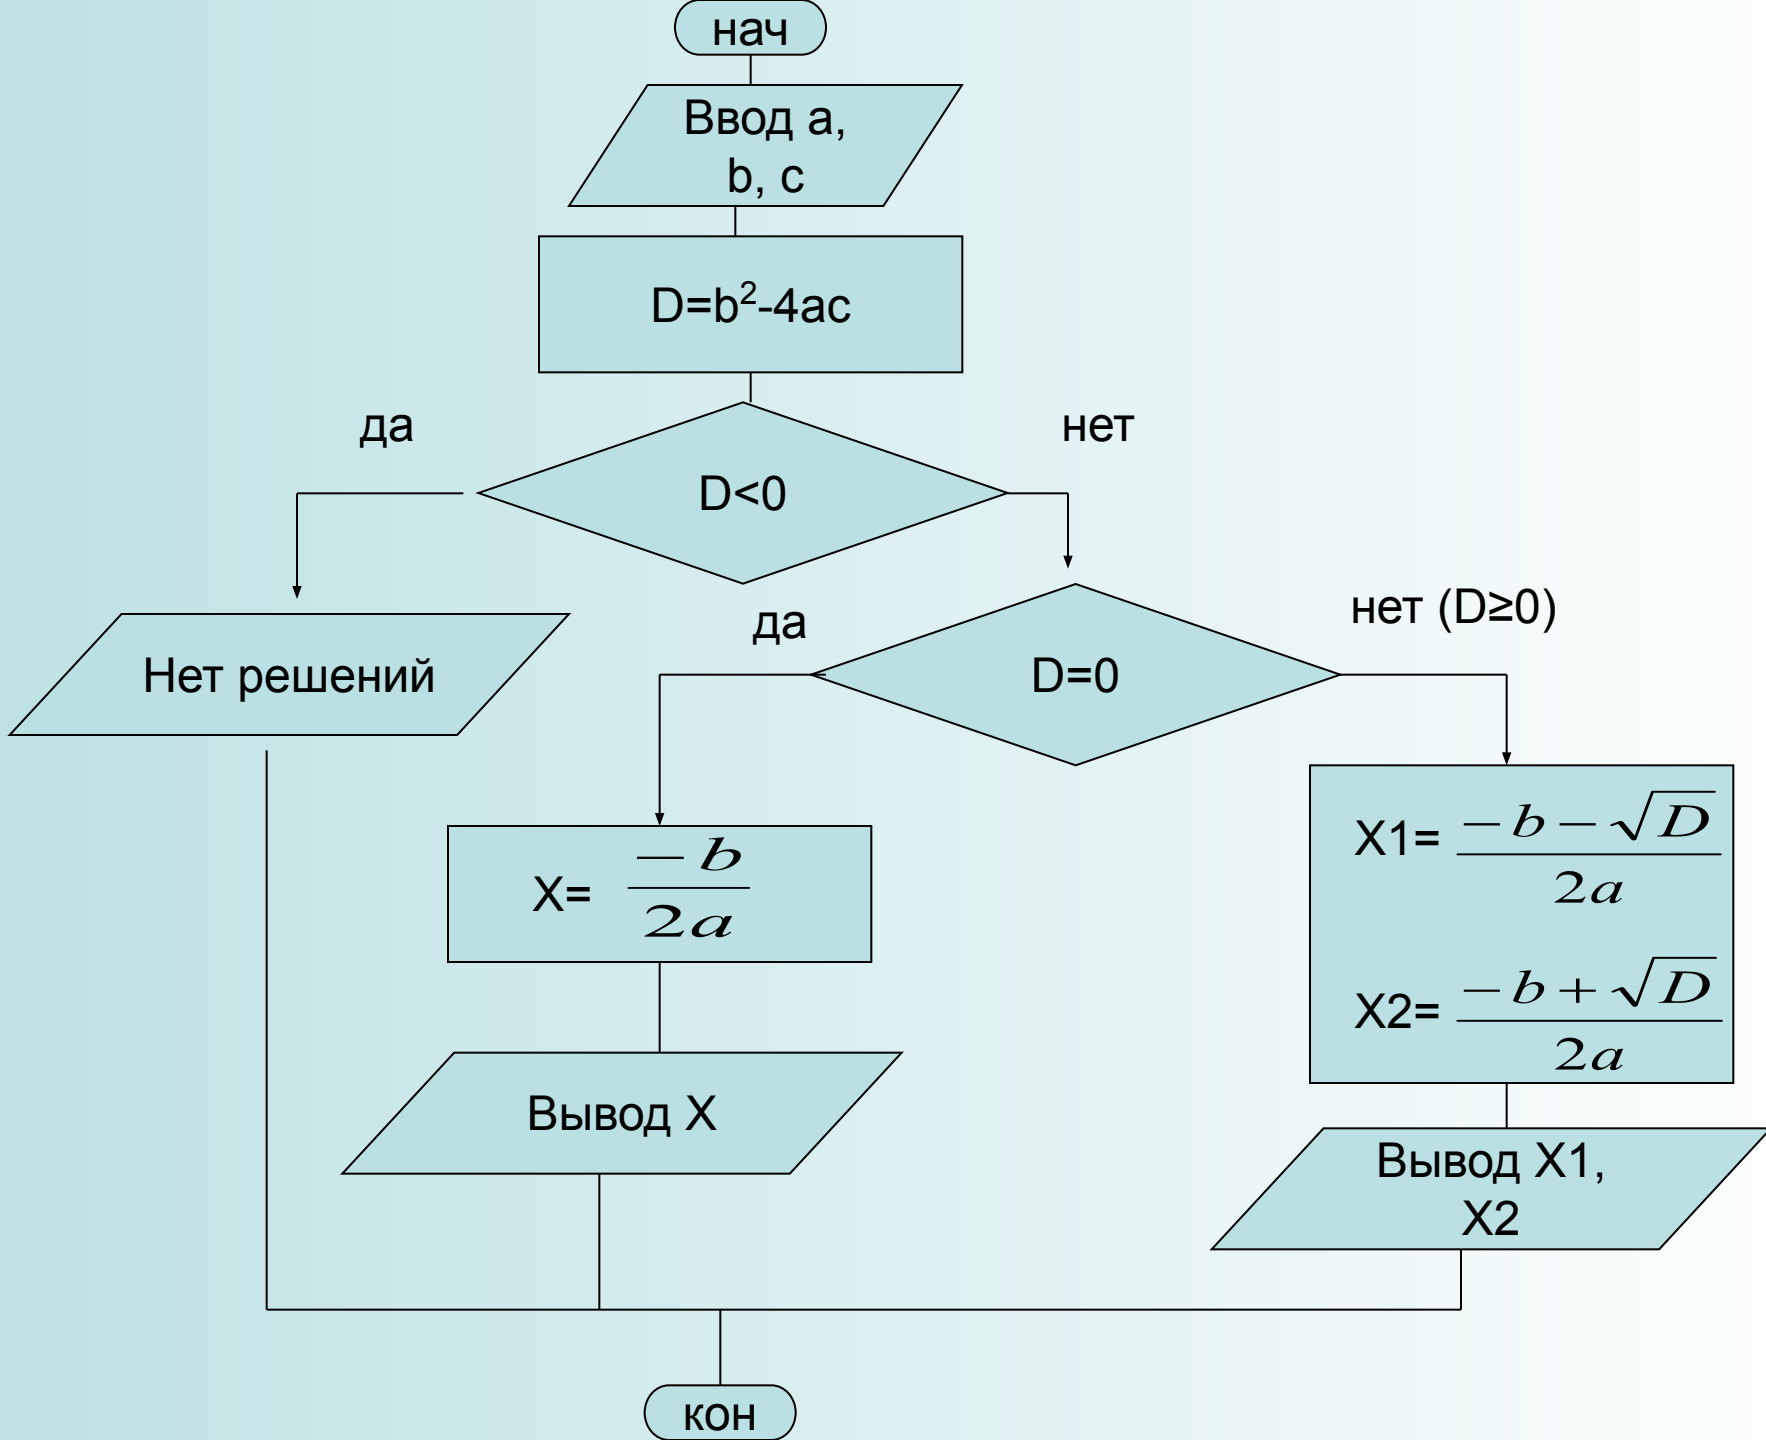 нач
Ввод a,
b, c
D=b²-4ac
да
нет
D<0
да
нет (D≥0)
Нет решений
D=0
X= −b/2a
X1= −b−√D/2a
X2= −b+√D/2a
Вывод X
Вывод X1,
X2
кон